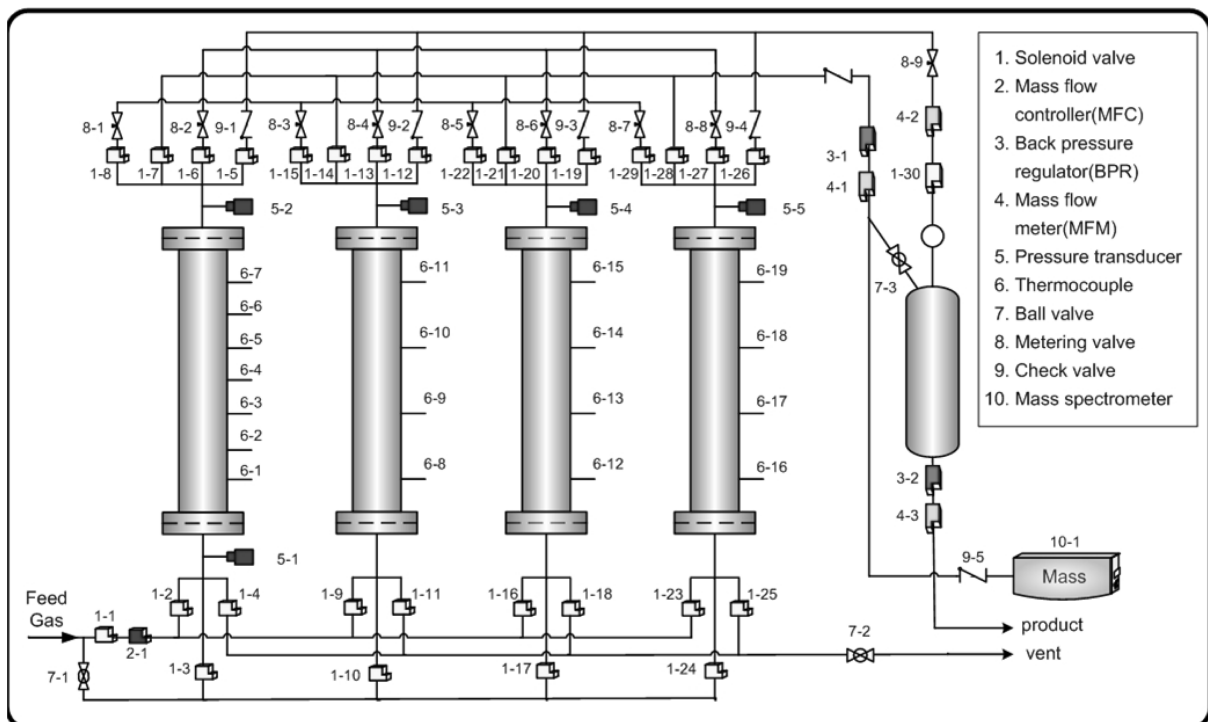 1. Solenoid valve
2. Mass flow
controller(MFC)
3. Back pressure
regulator(BPR)
4. Mass flow
meter(MFM)
5. Pressure transducer
6. Thermocouple
7. Ball valve
8. Metering valve
9. Check valve
10. Mass spectrometer
8-9
4-2
8-1 8-2 9-1 8-3 8-4 9-2 8-5 8-6 9-3 8-7 8-8 9-4
3-1
1-8 1-7 1-6 1-5 1-15 1-14 1-13 1-12 1-22 1-21 1-20 1-19 1-29 1-28 1-27 1-26
4-1 1-30
5-2 5-3 5-4 5-5
7-3
6-7 6-11 6-15 6-19
6-6
6-5 6-10 6-14 6-18
6-4
6-3 6-9 6-13 6-17
6-2
6-1 6-8 6-12 6-16
3-2
4-3
5-1
9-5 10-1
Mass
1-2 1-4 1-9 1-11 1-16 1-18 1-23 1-25
Feed
Gas
1-1
2-1
product
7-2
vent
7-1 1-3 1-10 1-17 1-24